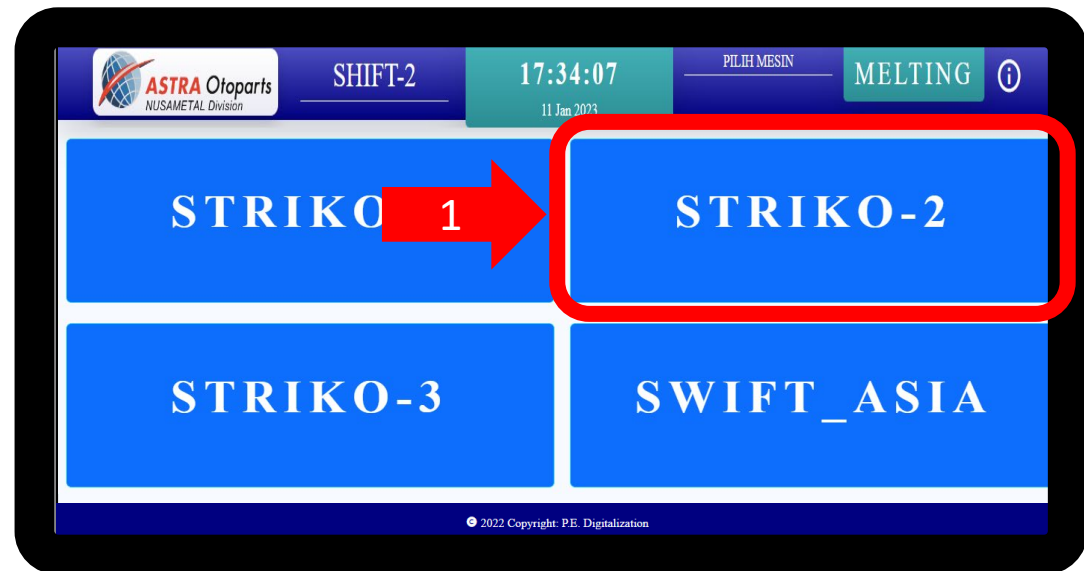 ASTRA Otoparts
NUSAMETAL Division
SHIFT-2
17:34:07
11 Jan 2023
PILIH MESIN
MELTING
STRIKO
1
STRIKO-2
STRIKO-3
SWIFT_ASIA
© 2022 Copyright: P.E. Digitalization